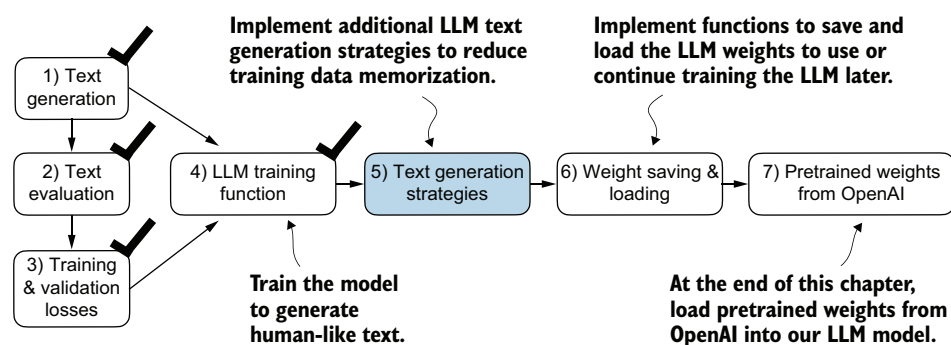 Implement additional LLM text
generation strategies to reduce
training data memorization.
Implement functions to save and
load the LLM weights to use or
continue training the LLM later.
1) Text
generation
2) Text
evaluation
3) Training
& validation
losses
4) LLM training
function
5) Text generation
strategies
6) Weight saving &
loading
7) Pretrained weights
from OpenAI
Train the model
to generate
human-like text.
At the end of this chapter,
load pretrained weights from
OpenAI into our LLM model.